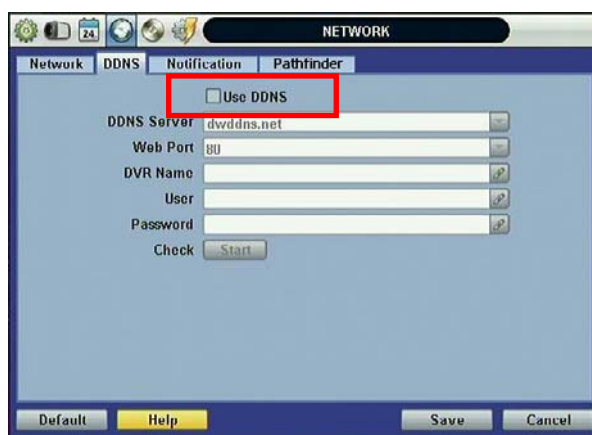 24
NETWORK
Network DDNS Notification Pathfinder
Use DDNS
DDNS Server dwddns.net
Web Port 80
DVR Name
User
Password
Check Start
Default Help Save Cancel